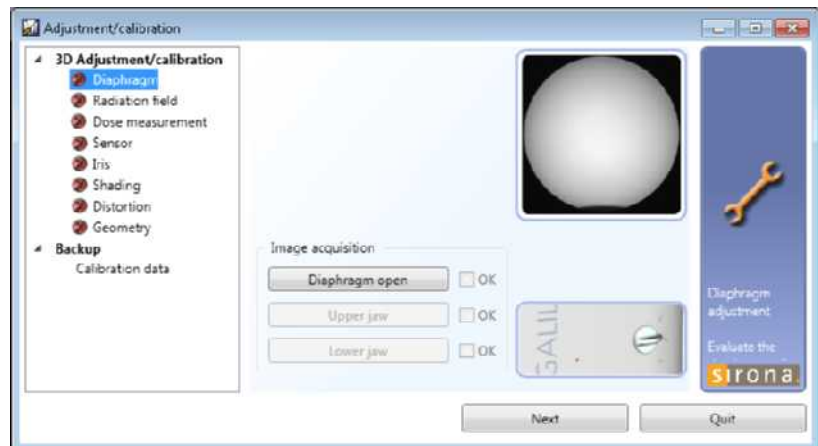 Adjustment/calibration
3D Adjustment/calibration
Diaphragm
Radiation field
Dose measurement
Sensor
Iris
Shading
Distortion
Geometry
Backup
Calibration data
Image acquisition
Diaphragm open
OK
Upper jaw
OK
Lower jaw
OK
GALIL
Diaphragm
adjustment
Evaluate the
sirona.
Next
Quit